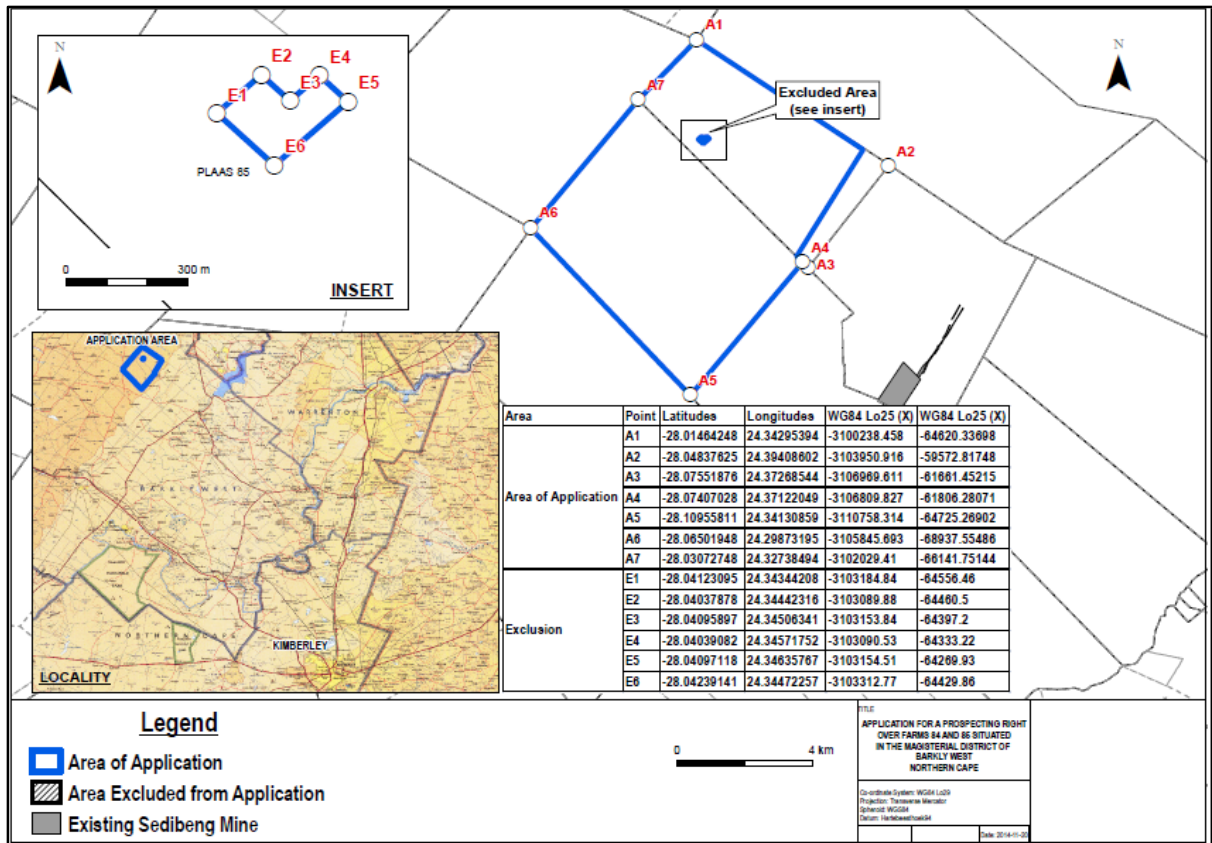 N
E1
E2
E3
E4
E5
E6
PLAAS 85
0 300 m
INSERT
A1
A7
Excluded Area
(see insert)
N
A2
A6
A4
A3
A5
APPLICATION AREA
WARRENTON
BARKLY WEST
NORTHERN CAPE
KIMBERLEY
LOCALITY
Area Point Latitudes Longitudes WG84 Lo25 (X) WG84 Lo25 (X)
Area of Application
A1 -28.01464248 24.34295394 -3100238.458 -64620.33698
A2 -28.04837625 24.39408602 -3103950.916 -59572.81748
A3 -28.07551876 24.37268544 -3106969.611 -61661.45215
A4 -28.07407028 24.37122049 -3106809.827 -61806.28071
A5 -28.10955811 24.34130859 -3110758.314 -64725.26902
A6 -28.06501948 24.29873195 -3105845.693 -68937.55486
A7 -28.03072748 24.32738494 -3102029.41 -66141.75144
Exclusion
E1 -28.04123095 24.34344208 -3103184.84 -64556.46
E2 -28.04037878 24.34442316 -3103089.88 -64460.5
E3 -28.04095897 24.34506341 -3103153.84 -64397.2
E4 -28.04039082 24.34571752 -3103090.53 -64333.22
E5 -28.04097118 24.34635767 -3103154.51 -64269.93
E6 -28.04239141 24.34472257 -3103312.77 -64429.86
Legend
Area of Application
Area Excluded from Application
Existing Sedibeng Mine
0 4 km
TITLE
APPLICATION FOR A PROSPECTING RIGHT
OVER FARMS 84 AND 85 SITUATED
IN THE MAGISTERIAL DISTRICT OF
BARKLY WEST
NORTHERN CAPE
Co-ordinate System: WG84 Lo29
Projection: Transverse Mercator
Spheroid: WGS84
Datum: Hartebeesthoek94
Date: 2014-11-20